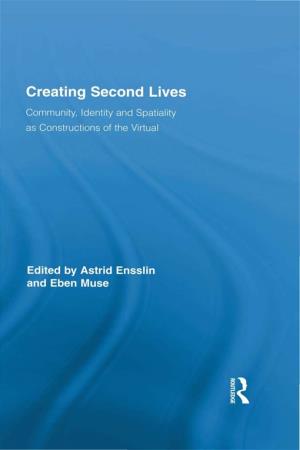 Creating Second Lives
Community, Identity and Spatiality
as Constructions of the Virtual
Edited by Astrid Ensslin
and Eben Muse
ROUTLEDGE